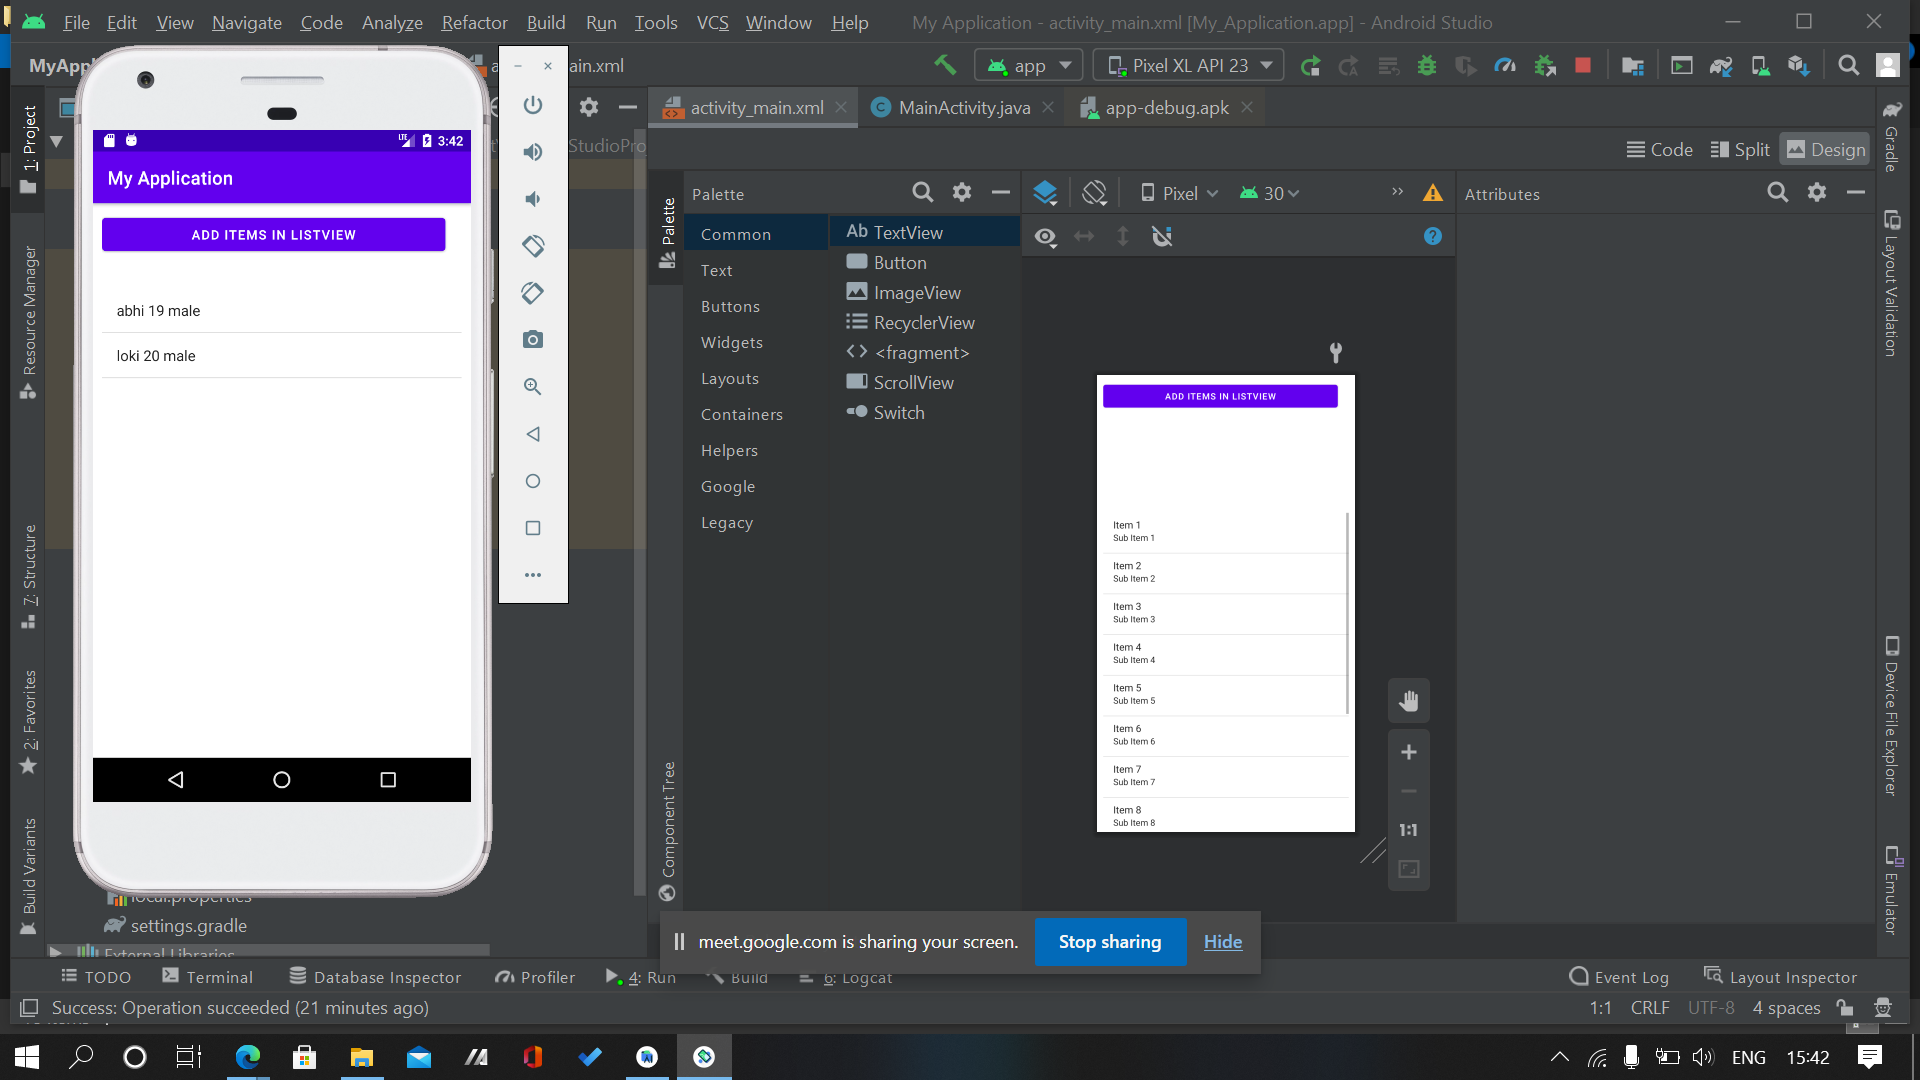 File Edit View Navigate Code Analyze Refactor Build Run Tools VCS Window Help My Application - activity_main.xml [My_Application.app] - Android Studio
MyApp ain.xml app Pixel XL API 23
activity_main.xml MainActivity.java app-debug.apk
StudioPro
Code Split Design
1: Project
Resource Manager
7: Structure
2: Favorites
Build Variants
LTE 3:42
My Application
ADD ITEMS IN LISTVIEW
abhi 19 male
loki 20 male
local.properties
settings.gradle
External Libraries
Palette
Component Tree
Palette
Common
Text
Buttons
Widgets
Layouts
Containers
Helpers
Google
Legacy
Ab TextView
Button
ImageView
RecyclerView
<fragment>
ScrollView
Switch
Pixel 30
ADD ITEMS IN LISTVIEW
Item 1
Sub Item 1
Item 2
Sub Item 2
Item 3
Sub Item 3
Item 4
Sub Item 4
Item 5
Sub Item 5
Item 6
Sub Item 6
Item 7
Sub Item 7
Item 8
Sub Item 8
1:1
Attributes
Gradle
Layout Validation
Device File Explorer
Emulator
meet.google.com is sharing your screen. Stop sharing Hide
TODO Terminal Database Inspector Profiler 4: Run Build 6: Logcat Event Log Layout Inspector
Success: Operation succeeded (21 minutes ago) 1:1 CRLF UTF-8 4 spaces
ENG 15:42